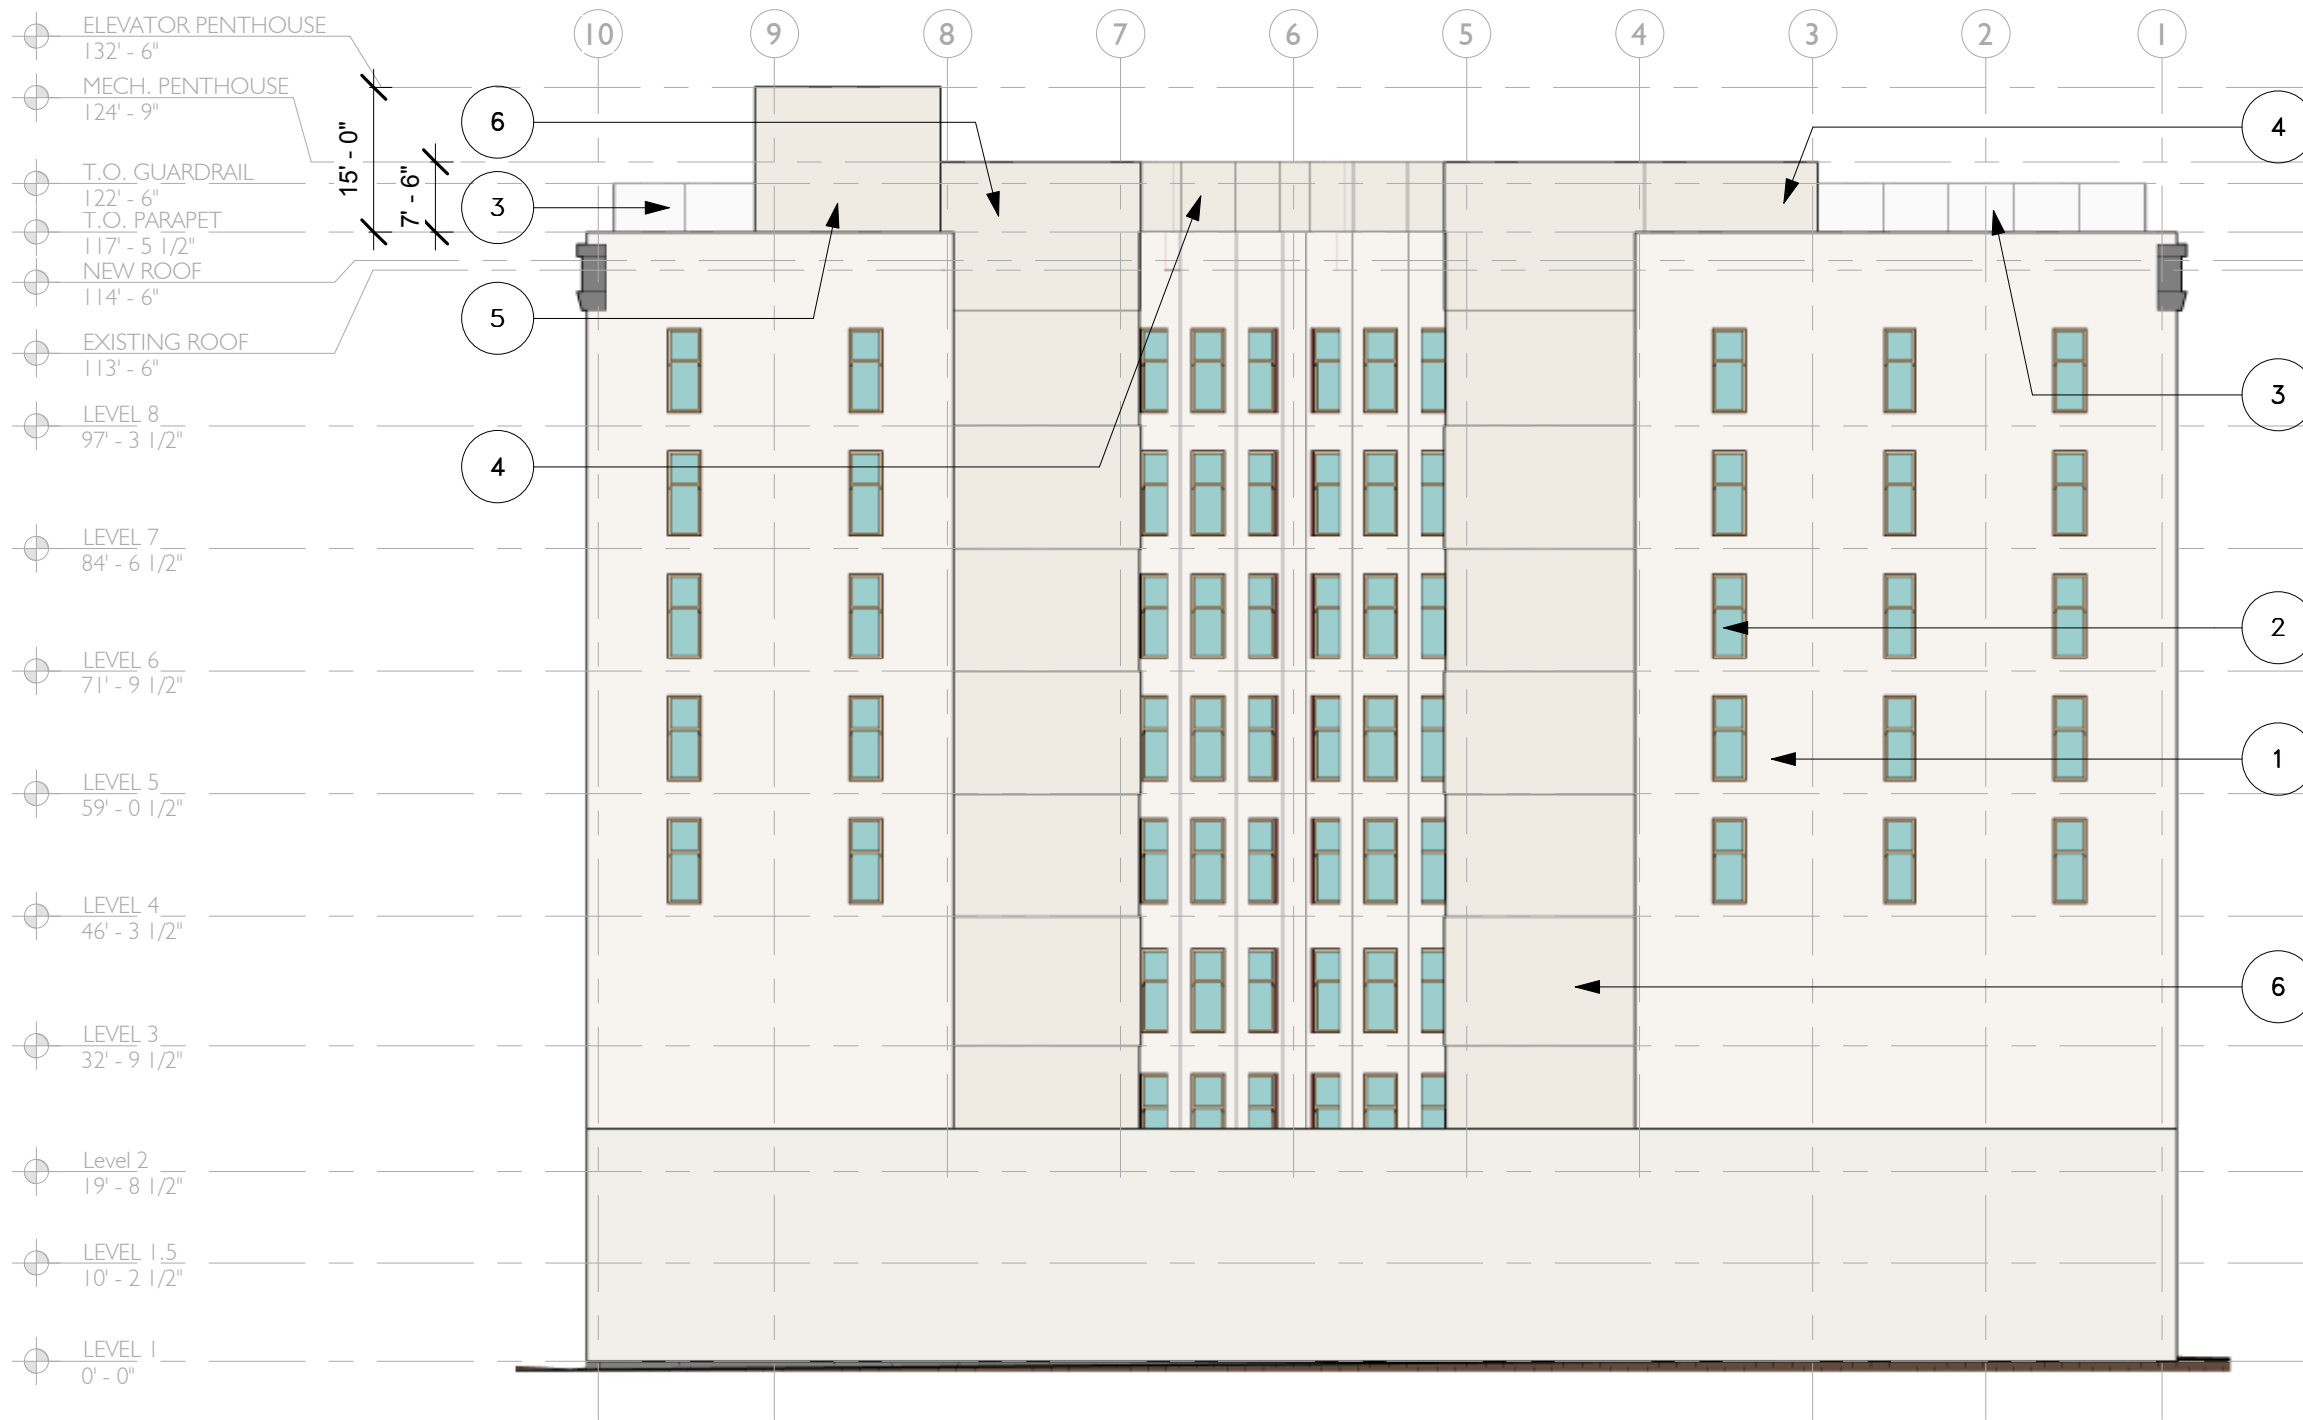 10 9 8 7 6 5 4 3 2 1
ELEVATOR PENTHOUSE
132' - 6"
MECH. PENTHOUSE
124' - 9"
T.O. GUARDRAIL
122' - 6"
T.O. PARAPET
117' - 5 1/2"
NEW ROOF
114' - 6"
EXISTING ROOF
113' - 6"
LEVEL 8
97' - 3 1/2"
LEVEL 7
84' - 6 1/2"
LEVEL 6
71' - 9 1/2"
LEVEL 5
59' - 0 1/2"
LEVEL 4
46' - 3 1/2"
LEVEL 3
32' - 9 1/2"
Level 2
19' - 8 1/2"
LEVEL 1.5
10' - 2 1/2"
LEVEL 1
0' - 0"
15' - 0"
7' - 6"
6
3
5
4
4
3
2
1
6